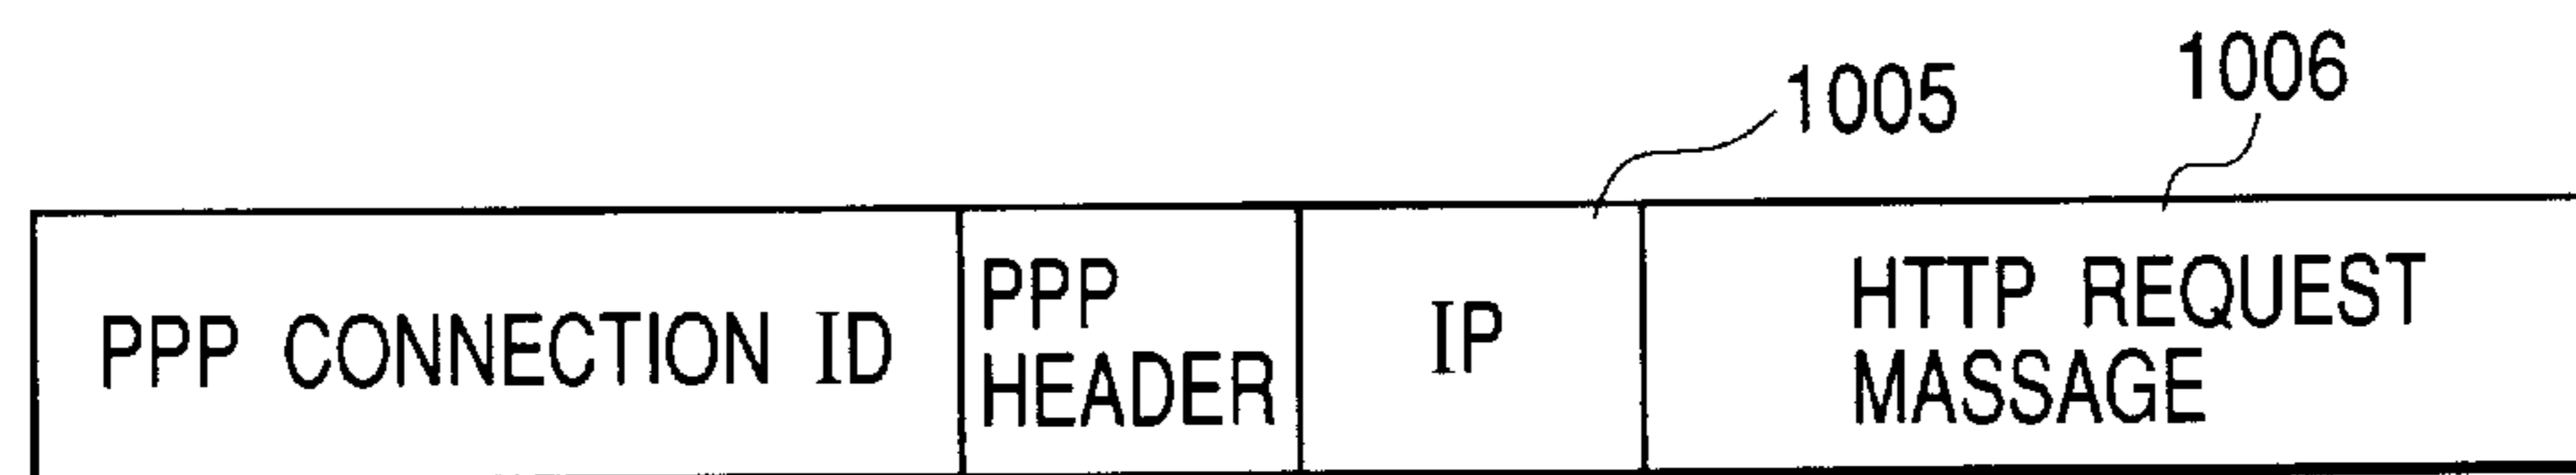 1005
1006
PPP CONNECTION ID
PPP
HEADER
IP
HTTP REQUEST
MASSAGE